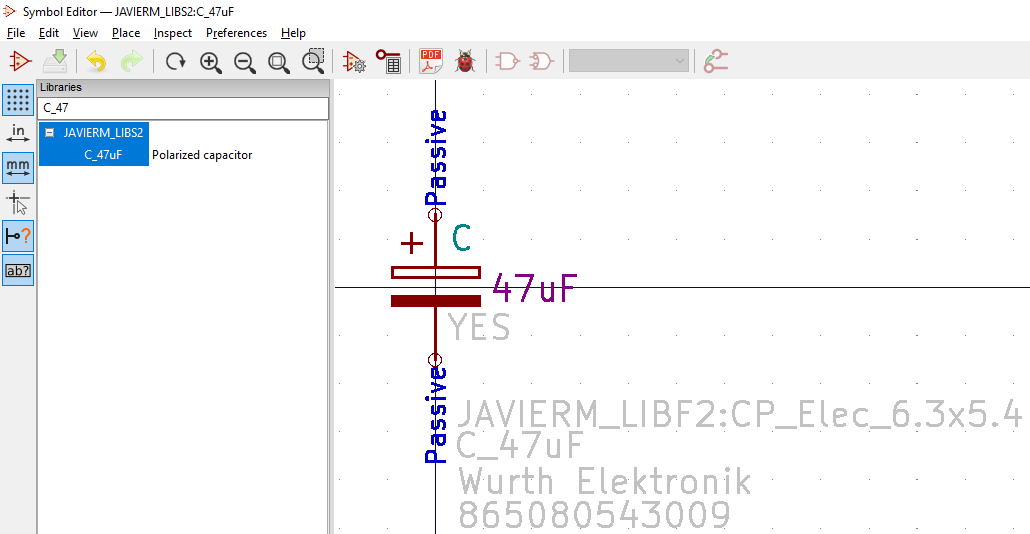 Symbol Editor — JAVIERM_LIBS2:C_47uF
File Edit View Place Inspect Preferences Help
PDF
Libraries
in
C_47
JAVIERM_LIBS2
C_47uF Polarized capacitor
mm
ab?
Passive
+ C
47uF
YES
Passive
JAVIERM_LIBF2:CP_Elec_6.3x5.4
C_47uF
Wurth Elektronik
865080543009